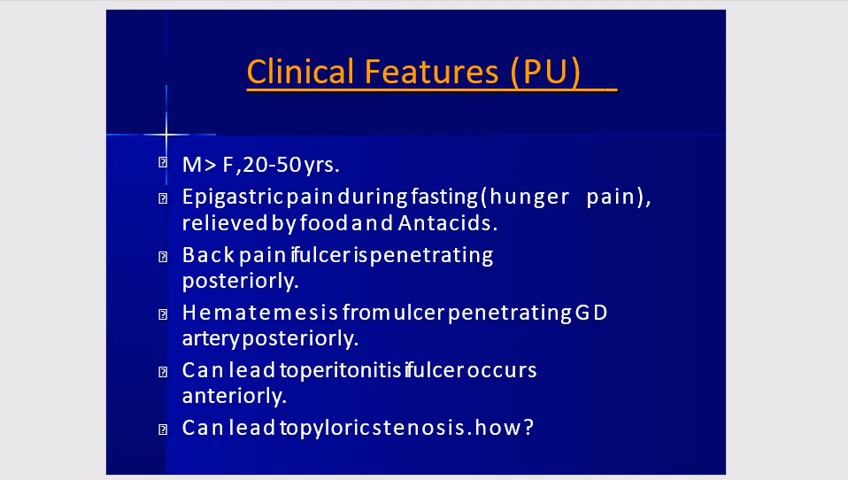 Clinical Features (PU)
M> F,20-50 yrs.
Epigastric pain during fasting (hunger pain),
relieved by food and Antacids.
Back pain if ulcer is penetrating
posteriorly.
Hematemesis from ulcer penetrating GD
artery posteriorly.
Can lead to peritonitis if ulcer occurs
anteriorly.
Can lead to pyloric stenosis.how?